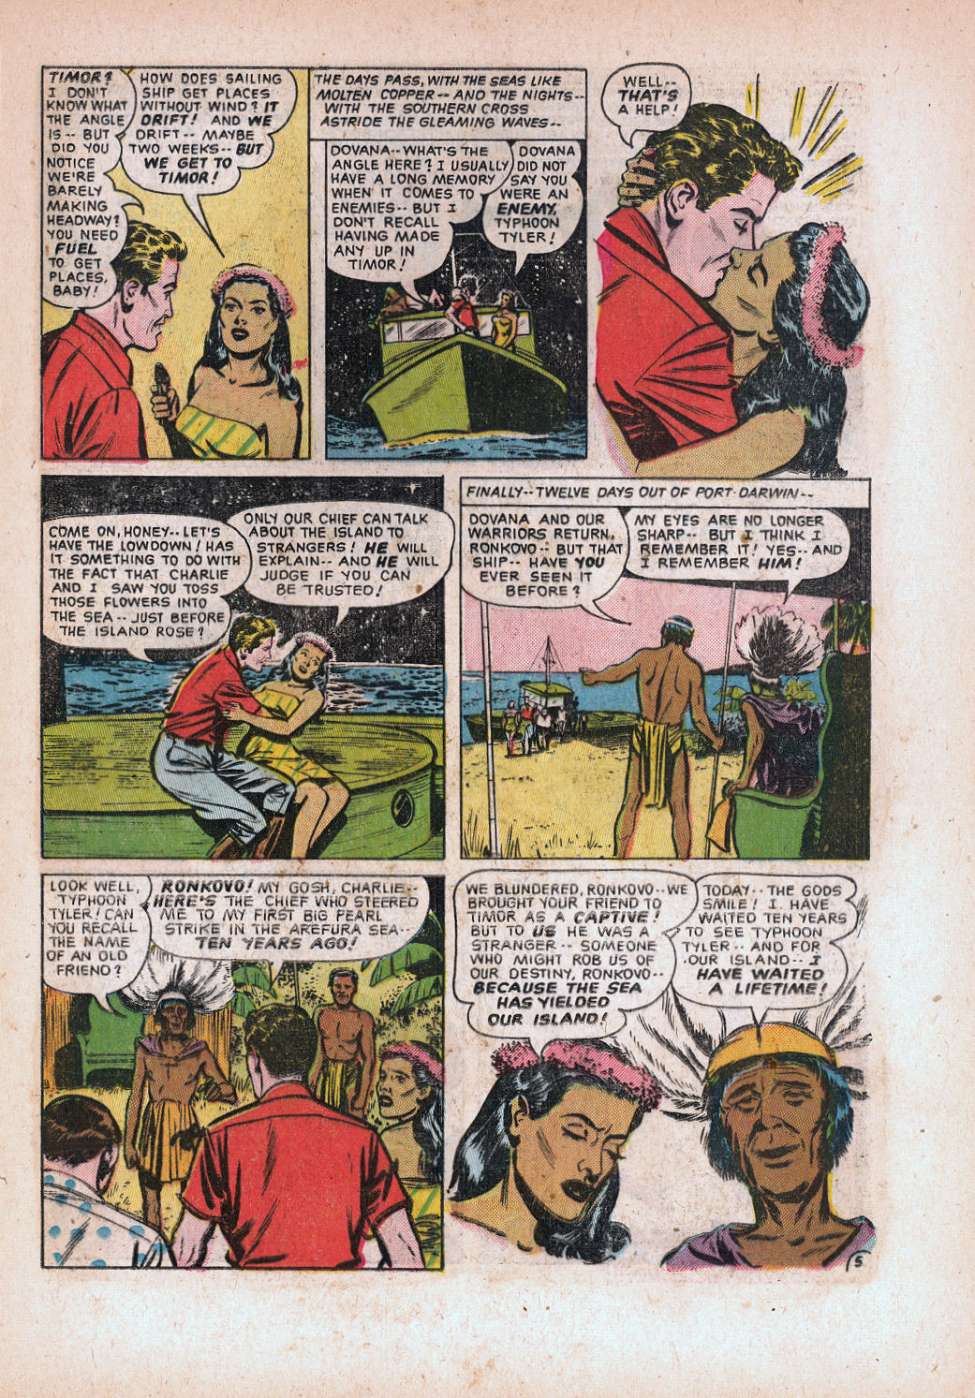 TIMOR?
I DON'T
KNOW WHAT
THE ANGLE
IS-- BUT
DID YOU
NOTICE
WE'RE
BARELY
MAKING
HEADWAY?
YOU NEED
FUEL
TO GET
PLACES,
BABY!
HOW DOES SAILING
SHIP GET PLACES
WITHOUT WIND? IT
DRIFT! AND WE
DRIFT-- MAYBE
TWO WEEKS-- BUT
WE GET TO
TIMOR!
THE DAYS PASS, WITH THE SEAS LIKE
MOLTEN COPPER-- AND THE NIGHTS--
WITH THE SOUTHERN CROSS
ASTRIDE THE GLEAMING WAVES--
DOVANA-- WHAT'S THE
ANGLE HERE? I USUALLY
HAVE A LONG MEMORY
WHEN IT COMES TO
ENEMIES-- BUT I
DON'T RECALL
HAVING MADE
ANY UP IN
TIMOR!
DOVANA
DID NOT
SAY YOU
WERE AN
ENEMY,
TYPHOON
TYLER!
WELL--
THAT'S
A HELP!
COME ON, HONEY-- LET'S
HAVE THE LOWDOWN! HAS
IT SOMETHING TO DO WITH
THE FACT THAT CHARLIE
AND I SAW YOU TOSS
THOSE FLOWERS INTO
THE SEA-- JUST BEFORE
THE ISLAND ROSE?
ONLY OUR CHIEF CAN TALK
ABOUT THE ISLAND TO
STRANGERS! HE WILL
EXPLAIN-- AND HE WILL
JUDGE IF YOU CAN
BE TRUSTED!
FINALLY-- TWELVE DAYS OUT OF PORT DARWIN--
DOVANA AND OUR
WARRIORS RETURN,
RONKOVO-- BUT THAT
SHIP-- HAVE YOU
EVER SEEN IT
BEFORE?
MY EYES ARE NO LONGER
SHARP-- BUT I THINK I
REMEMBER IT! YES-- AND
I REMEMBER HIM!
LOOK WELL,
TYPHOON
TYLER! CAN
YOU RECALL
THE NAME
OF AN OLD
FRIEND?
RONKOVO! MY GOSH, CHARLIE--
HERE'S THE CHIEF WHO STEERED
ME TO MY FIRST BIG PEARL
STRIKE IN THE AREFURA SEA--
TEN YEARS AGO!
WE BLUNDERED, RONKOVO-- WE
BROUGHT YOUR FRIEND TO
TIMOR AS A CAPTIVE!
BUT TO US HE WAS A
STRANGER-- SOMEONE
WHO MIGHT ROB US OF
OUR DESTINY, RONKOVO--
BECAUSE THE SEA
HAS YIELDED
OUR ISLAND!
TODAY-- THE GODS
SMILE! I HAVE
WAITED TEN YEARS
TO SEE TYPHOON
TYLER-- AND FOR
OUR ISLAND-- I
HAVE WAITED
A LIFETIME!
5